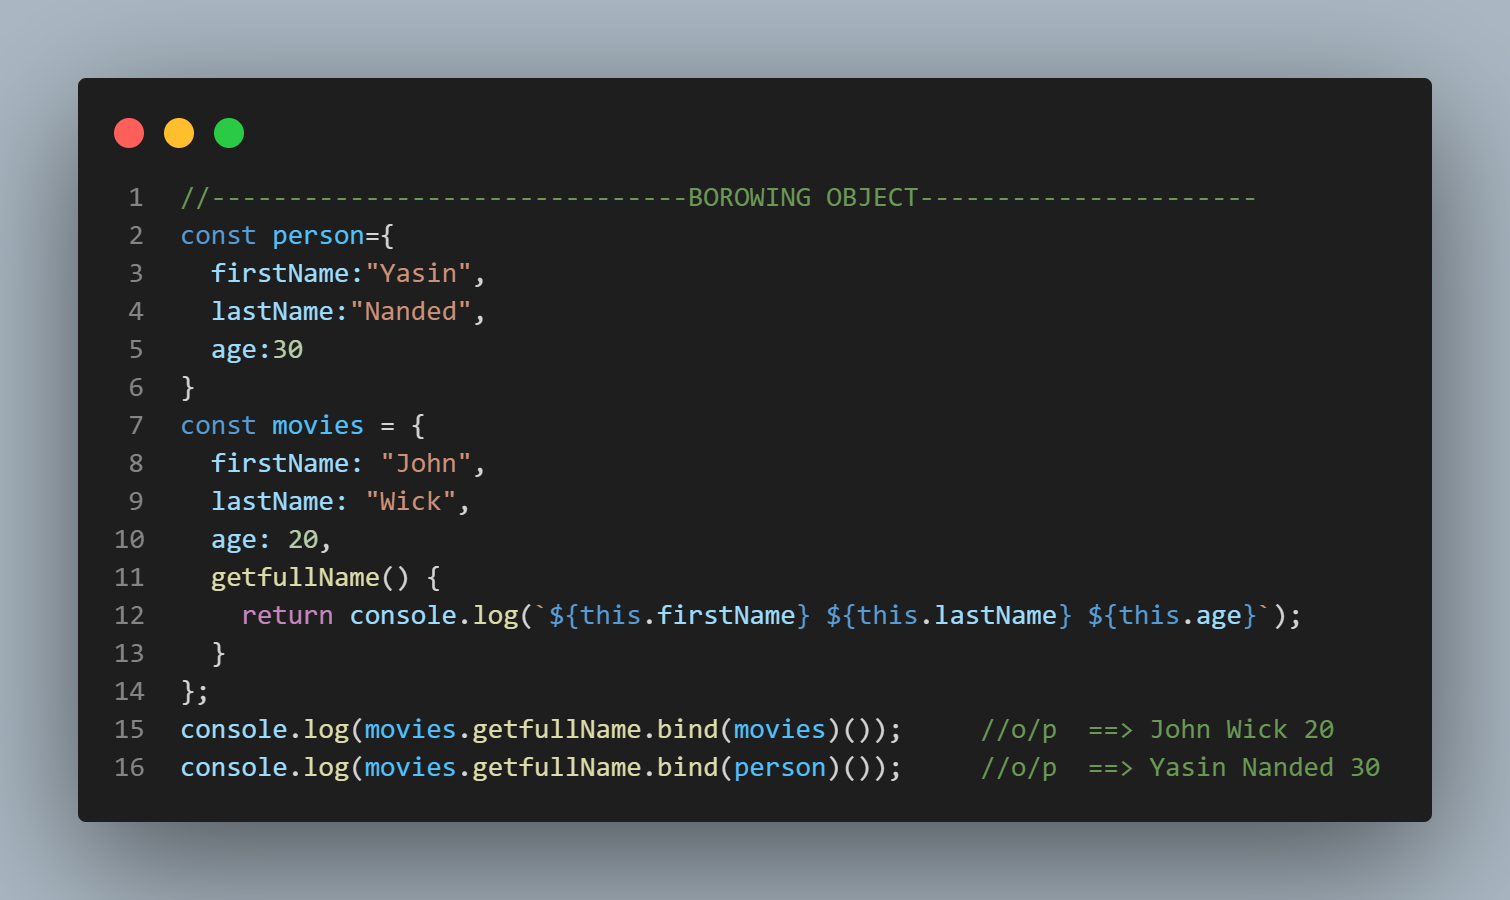 1 //-------------------------------BOROWING OBJECT----------------------
2 const person={
3   firstName:"Yasin",
4   lastName:"Nanded",
5   age:30
6 }
7 const movies = {
8   firstName: "John",
9   lastName: "Wick",
10   age: 20,
11   getfullName() {
12     return console.log(`${this.firstName} ${this.lastName} ${this.age}`);
13   }
14 };
15 console.log(movies.getfullName.bind(movies)());     //o/p  ==> John Wick 20
16 console.log(movies.getfullName.bind(person)());     //o/p  ==> Yasin Nanded 30